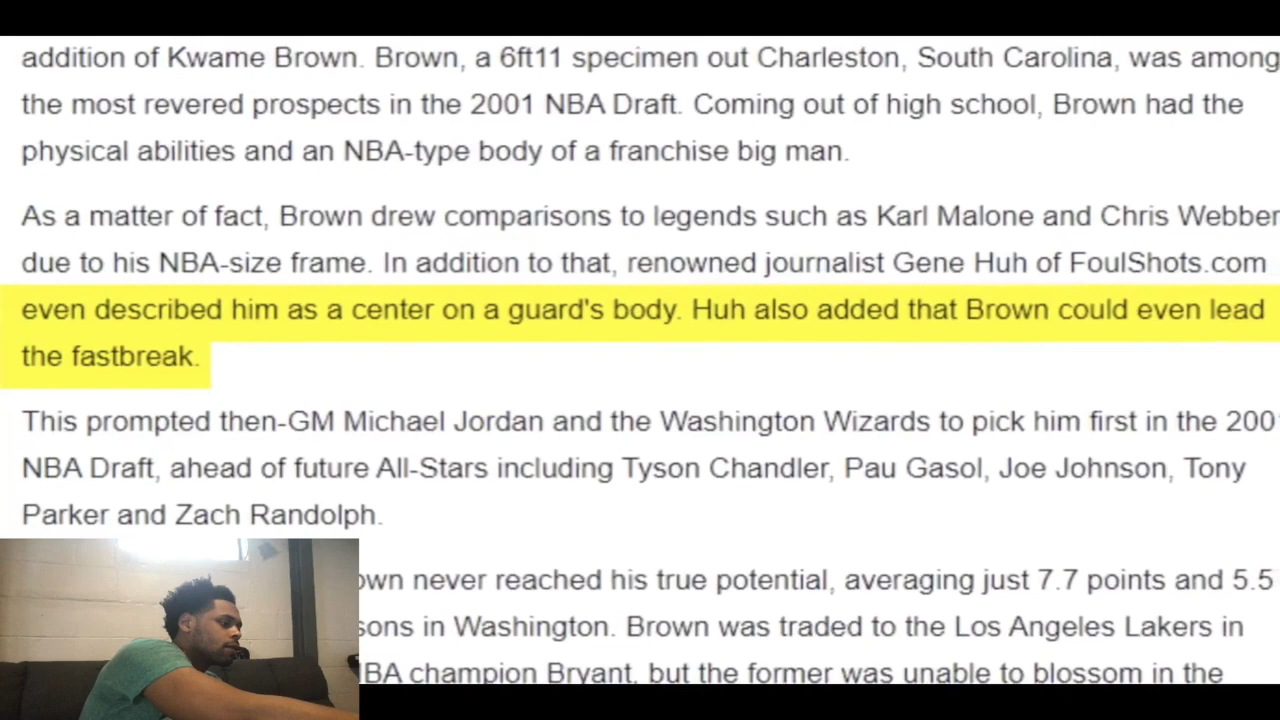 addition of Kwame Brown. Brown, a 6ft11 specimen out Charleston, South Carolina, was among
the most revered prospects in the 2001 NBA Draft. Coming out of high school, Brown had the
physical abilities and an NBA-type body of a franchise big man.
As a matter of fact, Brown drew comparisons to legends such as Karl Malone and Chris Webber
due to his NBA-size frame. In addition to that, renowned journalist Gene Huh of FoulShots.com
even described him as a center on a guard's body. Huh also added that Brown could even lead
the fastbreak.
This prompted then-GM Michael Jordan and the Washington Wizards to pick him first in the 200
NBA Draft, ahead of future All-Stars including Tyson Chandler, Pau Gasol, Joe Johnson, Tony
Parker and Zach Randolph.
own never reached his true potential, averaging just 7.7 points and 5.5
sons in Washington. Brown was traded to the Los Angeles Lakers in
BA champion Bryant, but the former was unable to blossom in the